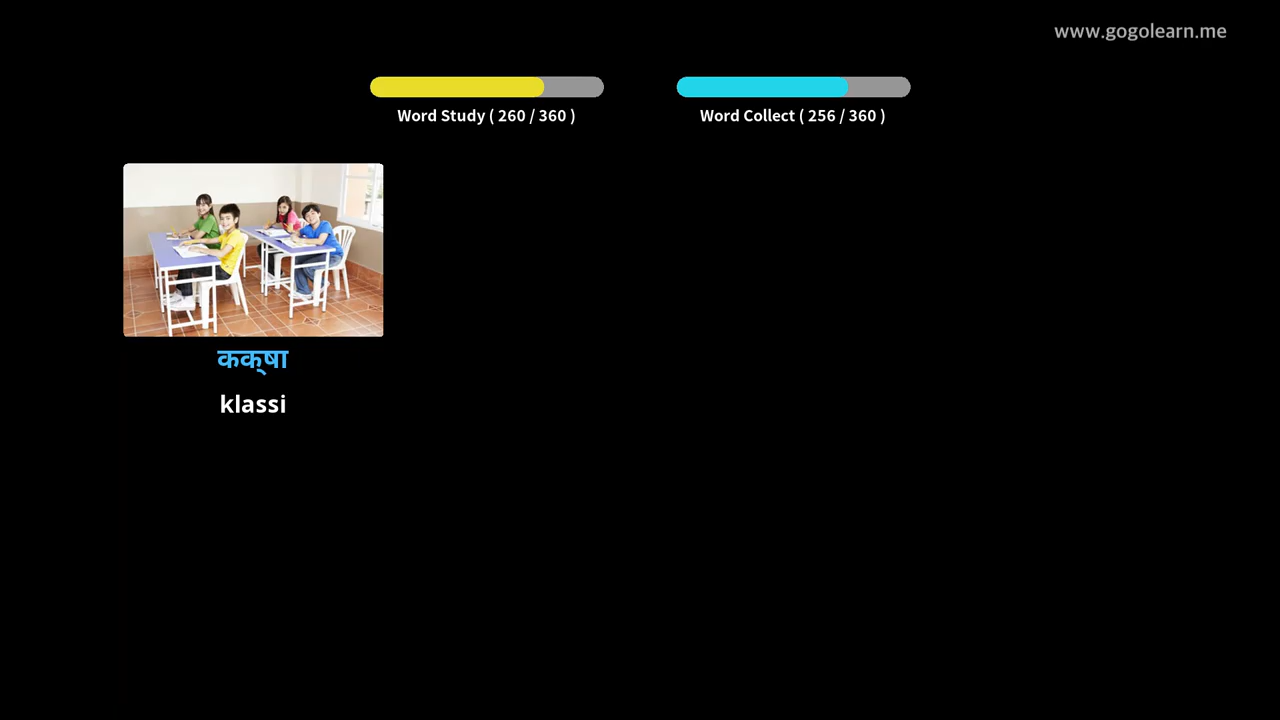 www.gogolearn.me
Word Study ( 260 / 360 )
Word Collect ( 256 / 360 )
कक्षा
klassi